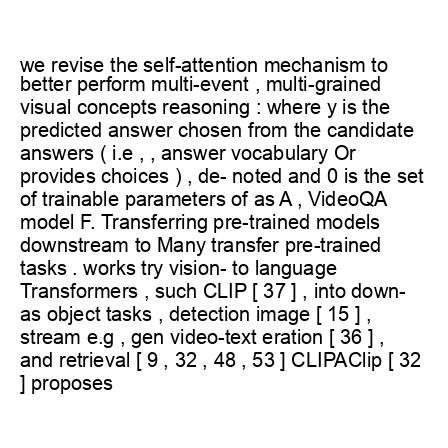 we revise the self-attention mechanism to
better perform multi-event , multi-grained
visual concepts reasoning : where y is the
predicted answer chosen from the candidate
answers ( i.e , , answer vocabulary Or
provides choices ) , de- noted and 0 is the set
of trainable parameters of as A , VideoQA
model F. Transferring pre-trained models
downstream to Many transfer pre-trained
tasks . works try vision- to language
Transformers , such CLIP [ 37 ] , into down-
as object tasks , detection image [ 15 ] ,
stream e.g , gen video-text eration [ 36 ] ,
and retrieval [ 9 , 32 , 48 , 53 ] CLIPAClip [ 32
] proposes